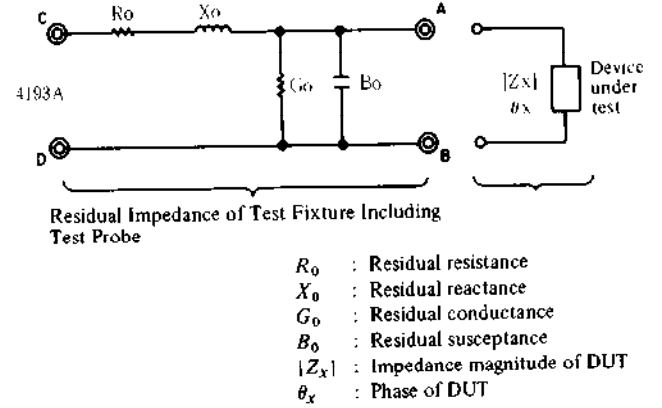 C
Ro
Xo
A
4193A
Go
Bo
|Zx|
θx
Device
under
test
D
B
Residual Impedance of Test Fixture Including
Test Probe
R₀ : Residual resistance
X₀ : Residual reactance
G₀ : Residual conductance
B₀ : Residual susceptance
|Zₓ| : Impedance magnitude of DUT
θₓ : Phase of DUT